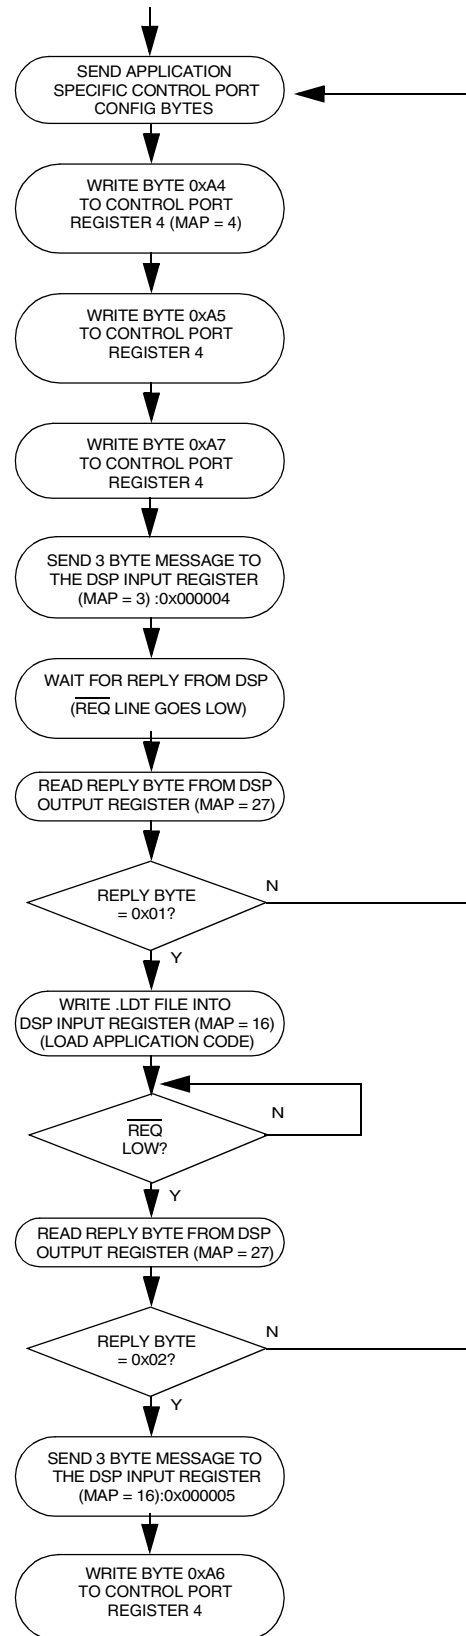 SEND APPLICATION
SPECIFIC CONTROL PORT
CONFIG BYTES
WRITE BYTE 0xA4
TO CONTROL PORT
REGISTER 4 (MAP = 4)
WRITE BYTE 0xA5
TO CONTROL PORT
REGISTER 4
WRITE BYTE 0xA7
TO CONTROL PORT
REGISTER 4
SEND 3 BYTE MESSAGE TO
THE DSP INPUT REGISTER
(MAP = 3) :0x000004
WAIT FOR REPLY FROM DSP
(REQ LINE GOES LOW)
READ REPLY BYTE FROM DSP
OUTPUT REGISTER (MAP = 27)
REPLY BYTE
= 0x01?
N
Y
WRITE .LDT FILE INTO
DSP INPUT REGISTER (MAP = 16)
(LOAD APPLICATION CODE)
REQ
LOW?
N
Y
READ REPLY BYTE FROM DSP
OUTPUT REGISTER (MAP = 27)
REPLY BYTE
= 0x02?
N
Y
SEND 3 BYTE MESSAGE TO
THE DSP INPUT REGISTER
(MAP = 16):0x000005
WRITE BYTE 0xA6
TO CONTROL PORT
REGISTER 4